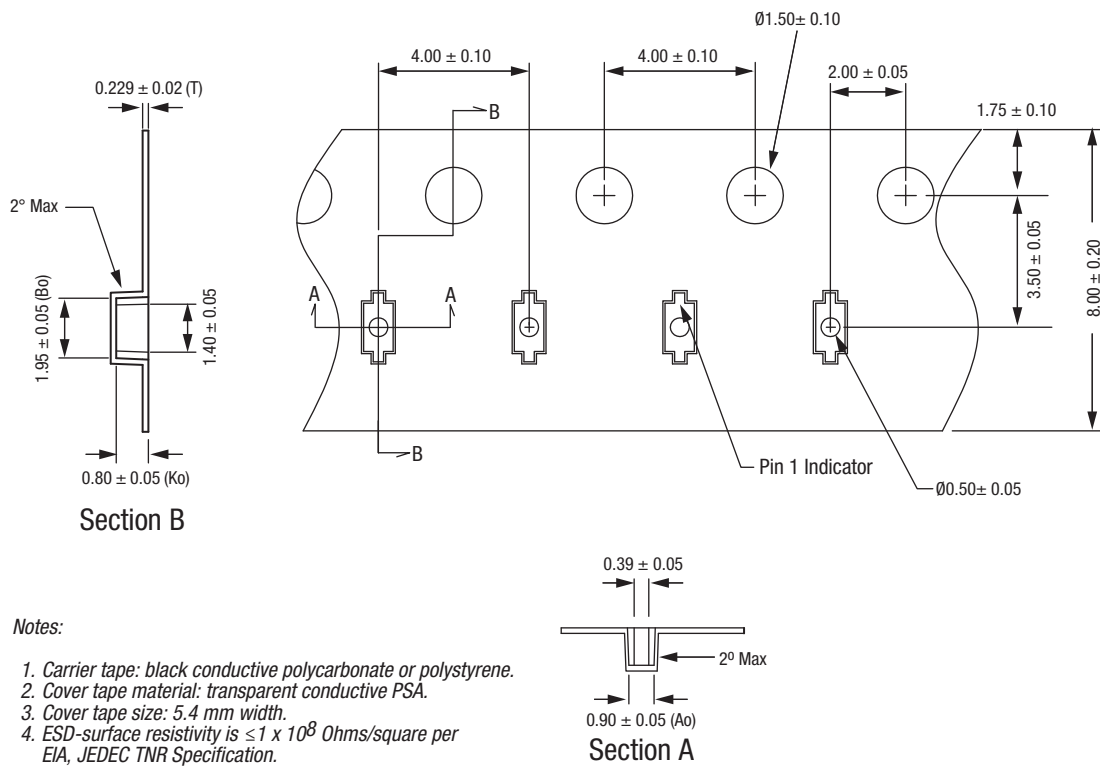 Ø1.50± 0.10
4.00 ± 0.10
4.00 ± 0.10
2.00 ± 0.05
0.229 ± 0.02 (T)
1.75 ± 0.10
B
2° Max
3.50 ± 0.05
8.00 ± 0.20
A
A
1.95 ± 0.05 (Bo)
1.40 ± 0.05
B
Pin 1 Indicator
0.80 ± 0.05 (Ko)
Ø0.50± 0.05
Section B
0.39 ± 0.05
Notes:
2º Max
1. Carrier tape: black conductive polycarbonate or polystyrene.
2. Cover tape material: transparent conductive PSA.
3. Cover tape size: 5.4 mm width.
4. ESD-surface resistivity is ≤1 x 10⁸ Ohms/square per
EIA, JEDEC TNR Specification.
0.90 ± 0.05 (Ao)
Section A